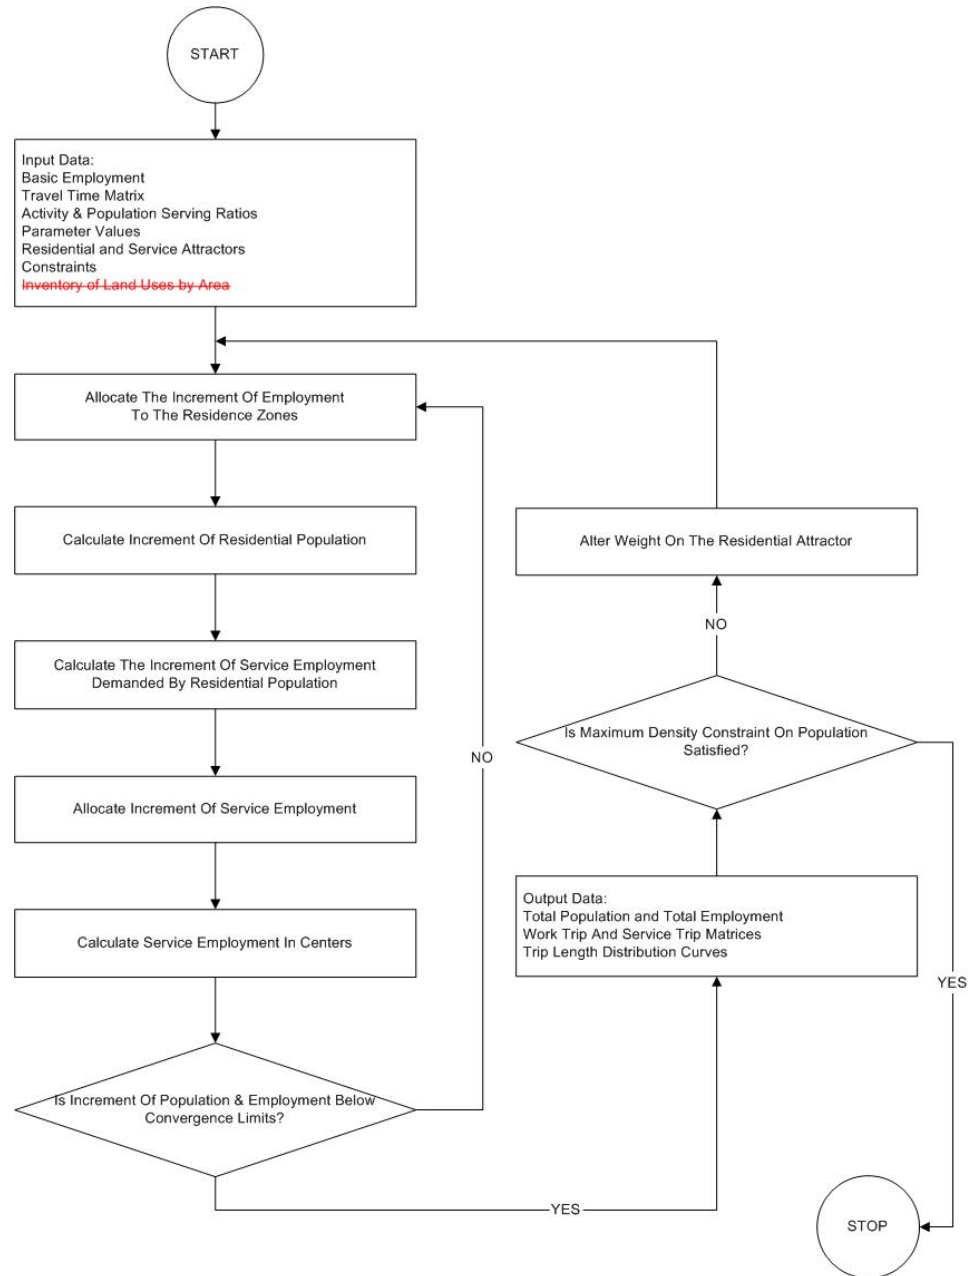 START
Input Data:
Basic Employment
Travel Time Matrix
Activity & Population Serving Ratios
Parameter Values
Residential and Service Attractors
Constraints
Inventory of Land Uses by Area
Allocate The Increment Of Employment
To The Residence Zones
Calculate Increment Of Residential Population
Calculate The Increment Of Service Employment
Demanded By Residential Population
Allocate Increment Of Service Employment
Calculate Service Employment In Centers
Is Increment Of Population & Employment Below
Convergence Limits?
NO
YES
Output Data:
Total Population and Total Employment
Work Trip And Service Trip Matrices
Trip Length Distribution Curves
Is Maximum Density Constraint On Population
Satisfied?
NO
Alter Weight On The Residential Attractor
YES
STOP